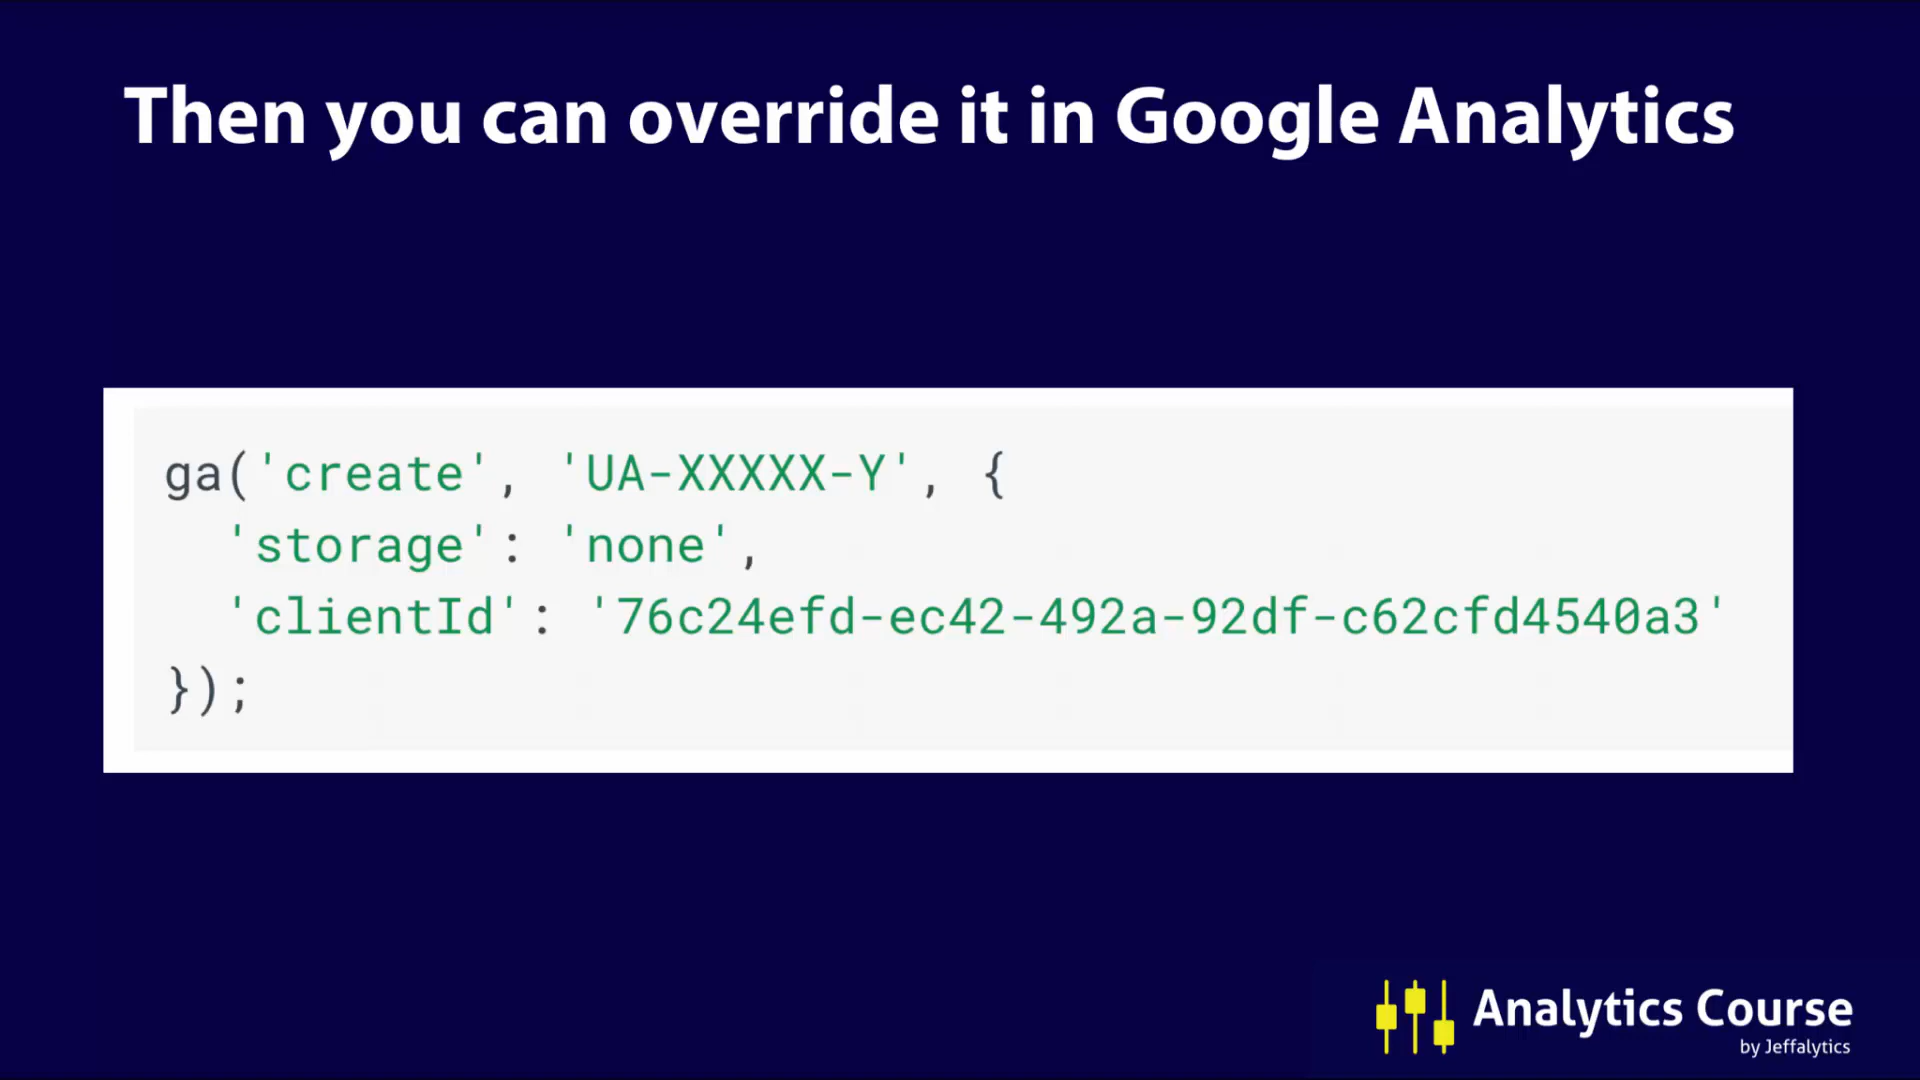 Then you can override it in Google Analytics
ga('create', 'UA-XXXXX-Y', {
  'storage': 'none',
  'clientId': '76c24efd-ec42-492a-92df-c62cfd4540a3'
});
Analytics Course
by Jeffalytics